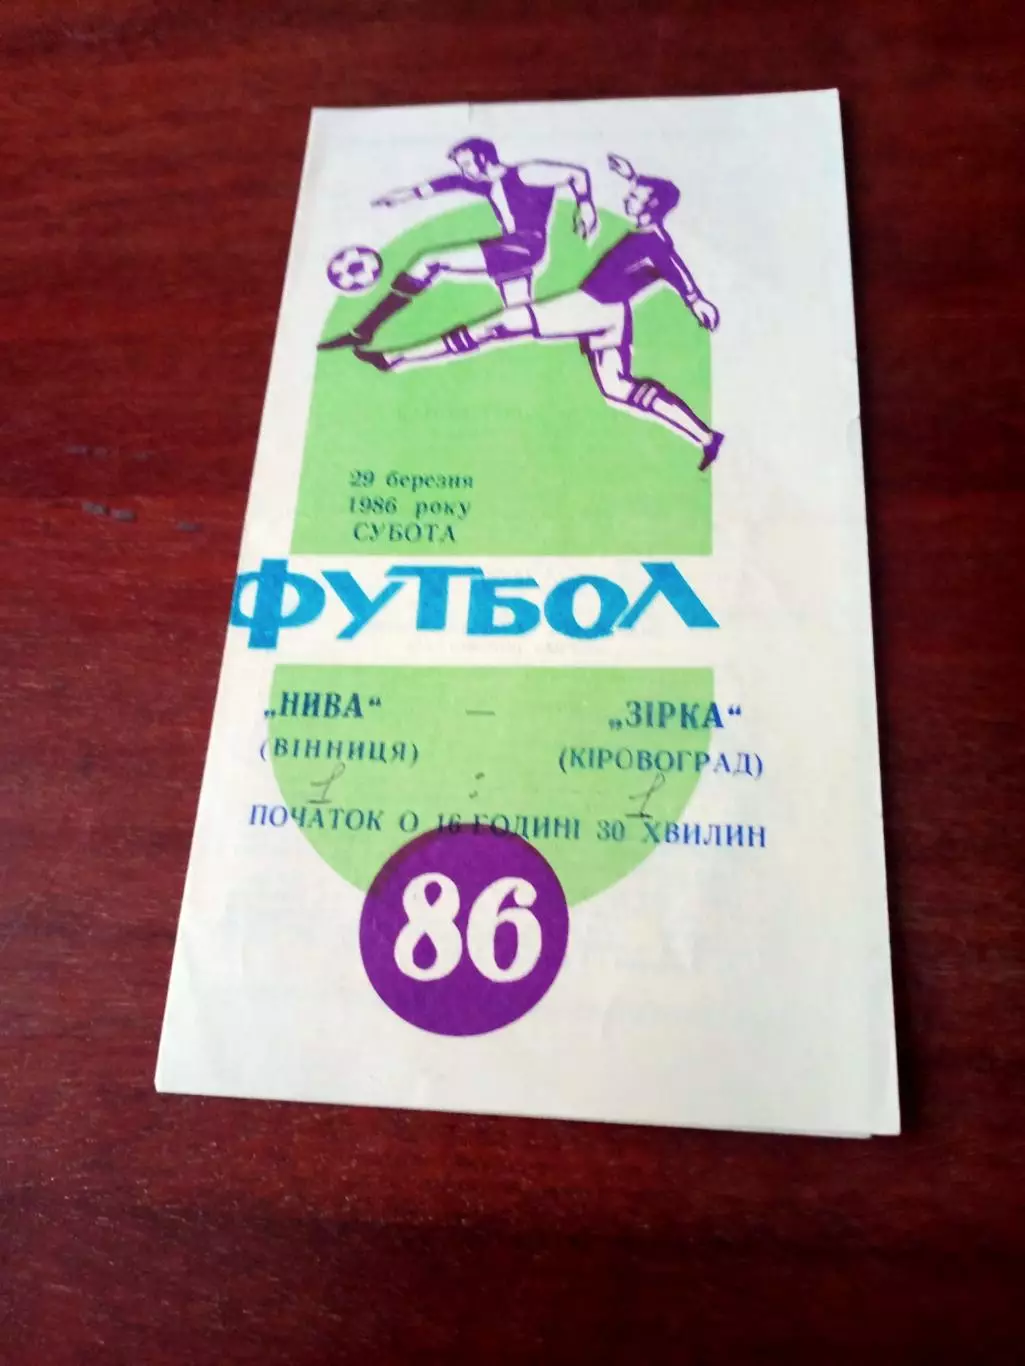 29 березня
1986 року
СУБОТА
ФУТБОЛ
„НИВА“ — „ЗІРКА“
(ВІННИЦЯ) (КІРОВОГРАД)
1 : 1
ПОЧАТОК О 16 ГОДИНІ 30 ХВИЛИН
86